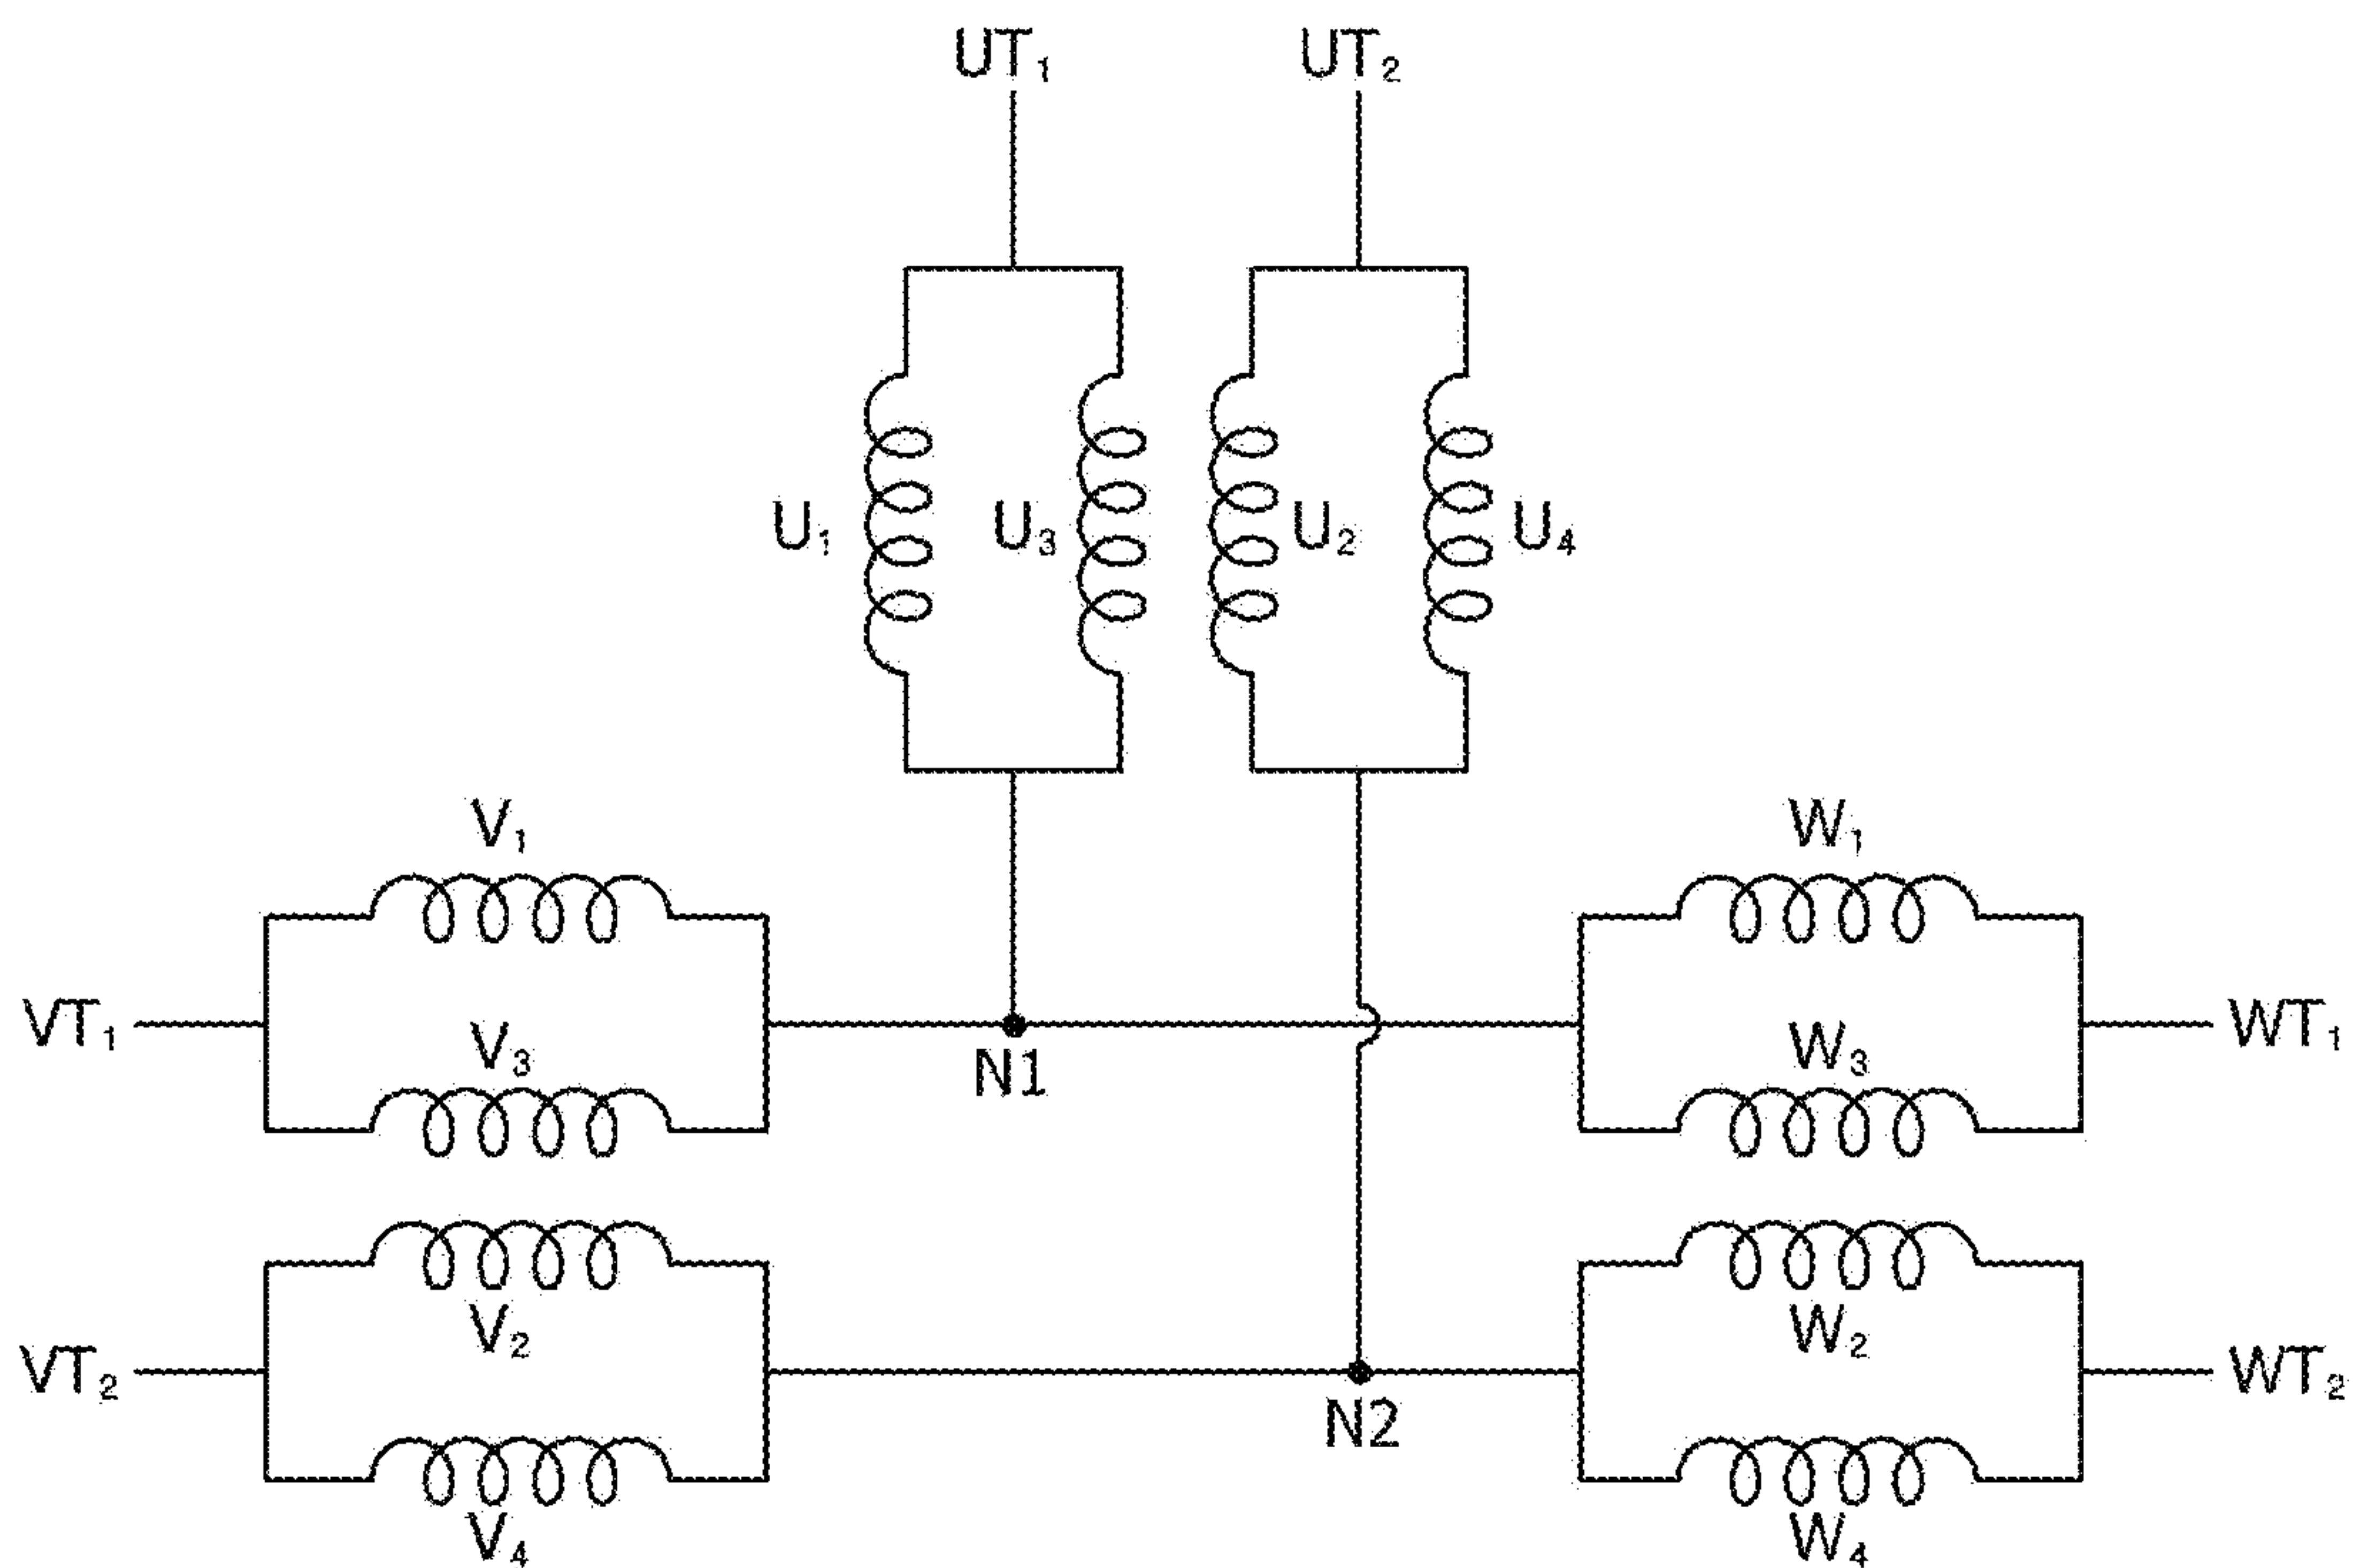 UT₁ UT₂
U₁ U₃ U₂ U₄
V₁ W₁
VT₁ V₃ N1 W₃ WT₁
V₂ W₂
VT₂ N2 WT₂
V₄ W₄